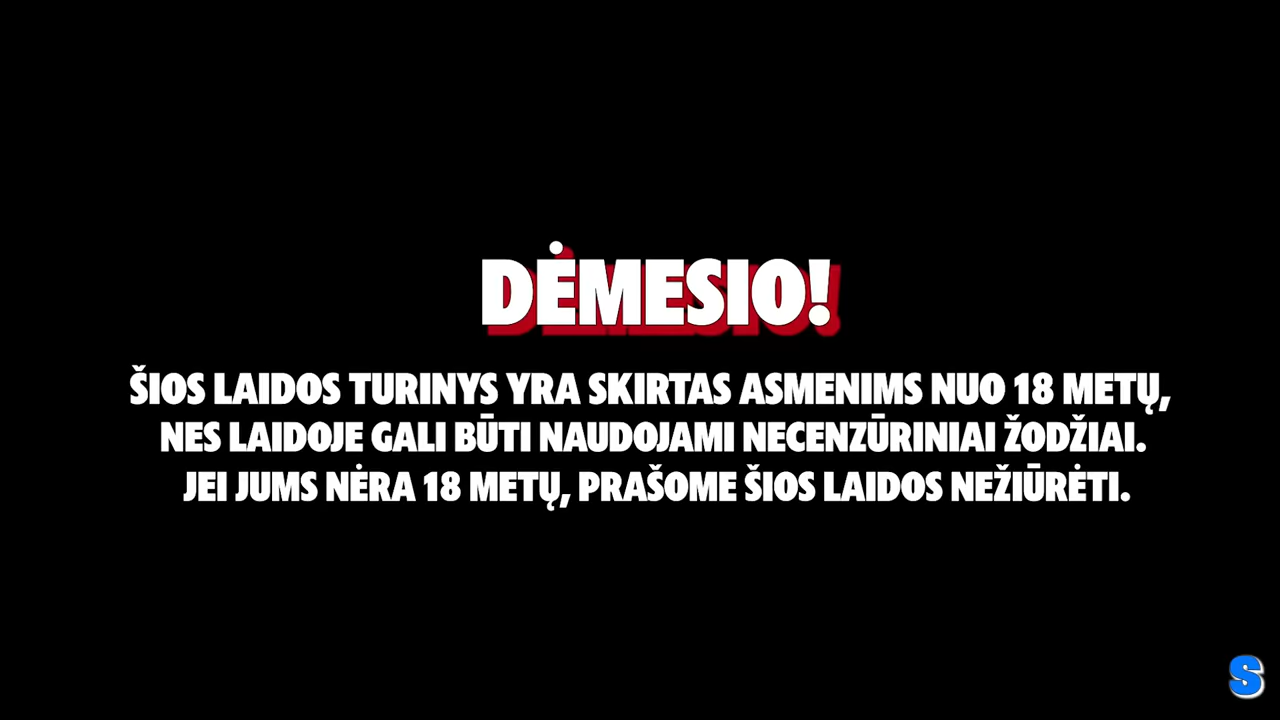 DĖMESIO!
ŠIOS LAIDOS TURINYS YRA SKIRTAS ASMENIMS NUO 18 METŲ,
NES LAIDOJE GALI BŪTI NAUDOJAMI NECENZŪRINIAI ŽODŽIAI.
JEI JUMS NĖRA 18 METŲ, PRAŠOME ŠIOS LAIDOS NEŽIŪRĖTI.
S